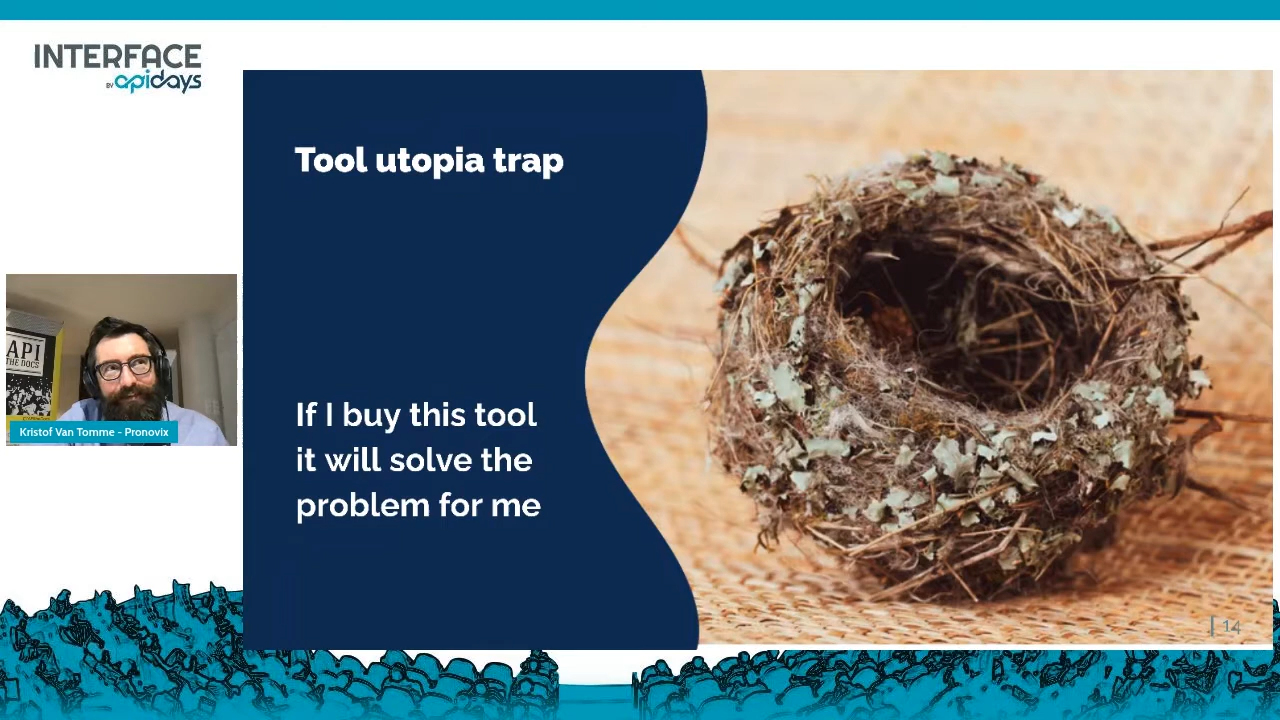 INTERFACE
BY apidays
Tool utopia trap
If I buy this tool
it will solve the
problem for me
API
THE DOCS
Kristof Van Tomme - Pronovix
| 14